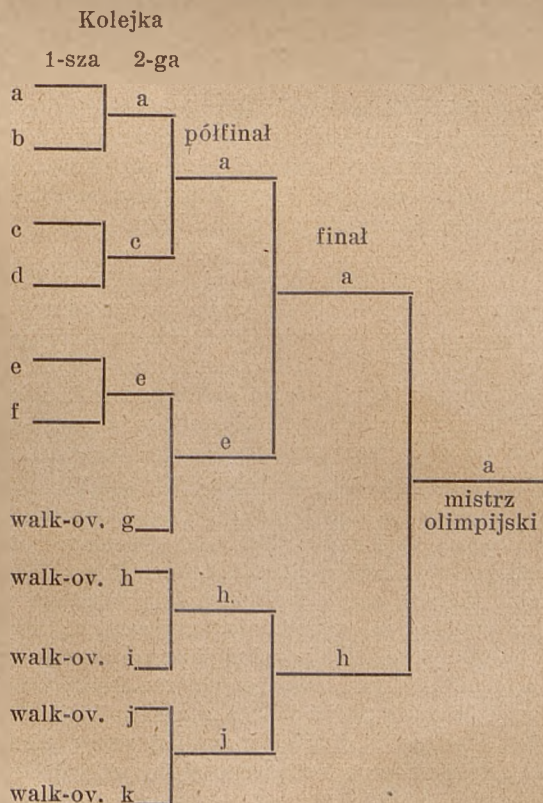 Kolejka
1-sza 2-ga
a
a
b
półfinał
a
c
c
d
finał
a
e
e
f
e
a
mistrz
olimpijski
walk-ov. g
walk-ov. h
h
walk-ov. i
h
walk-ov. j
j
walk-ov. k